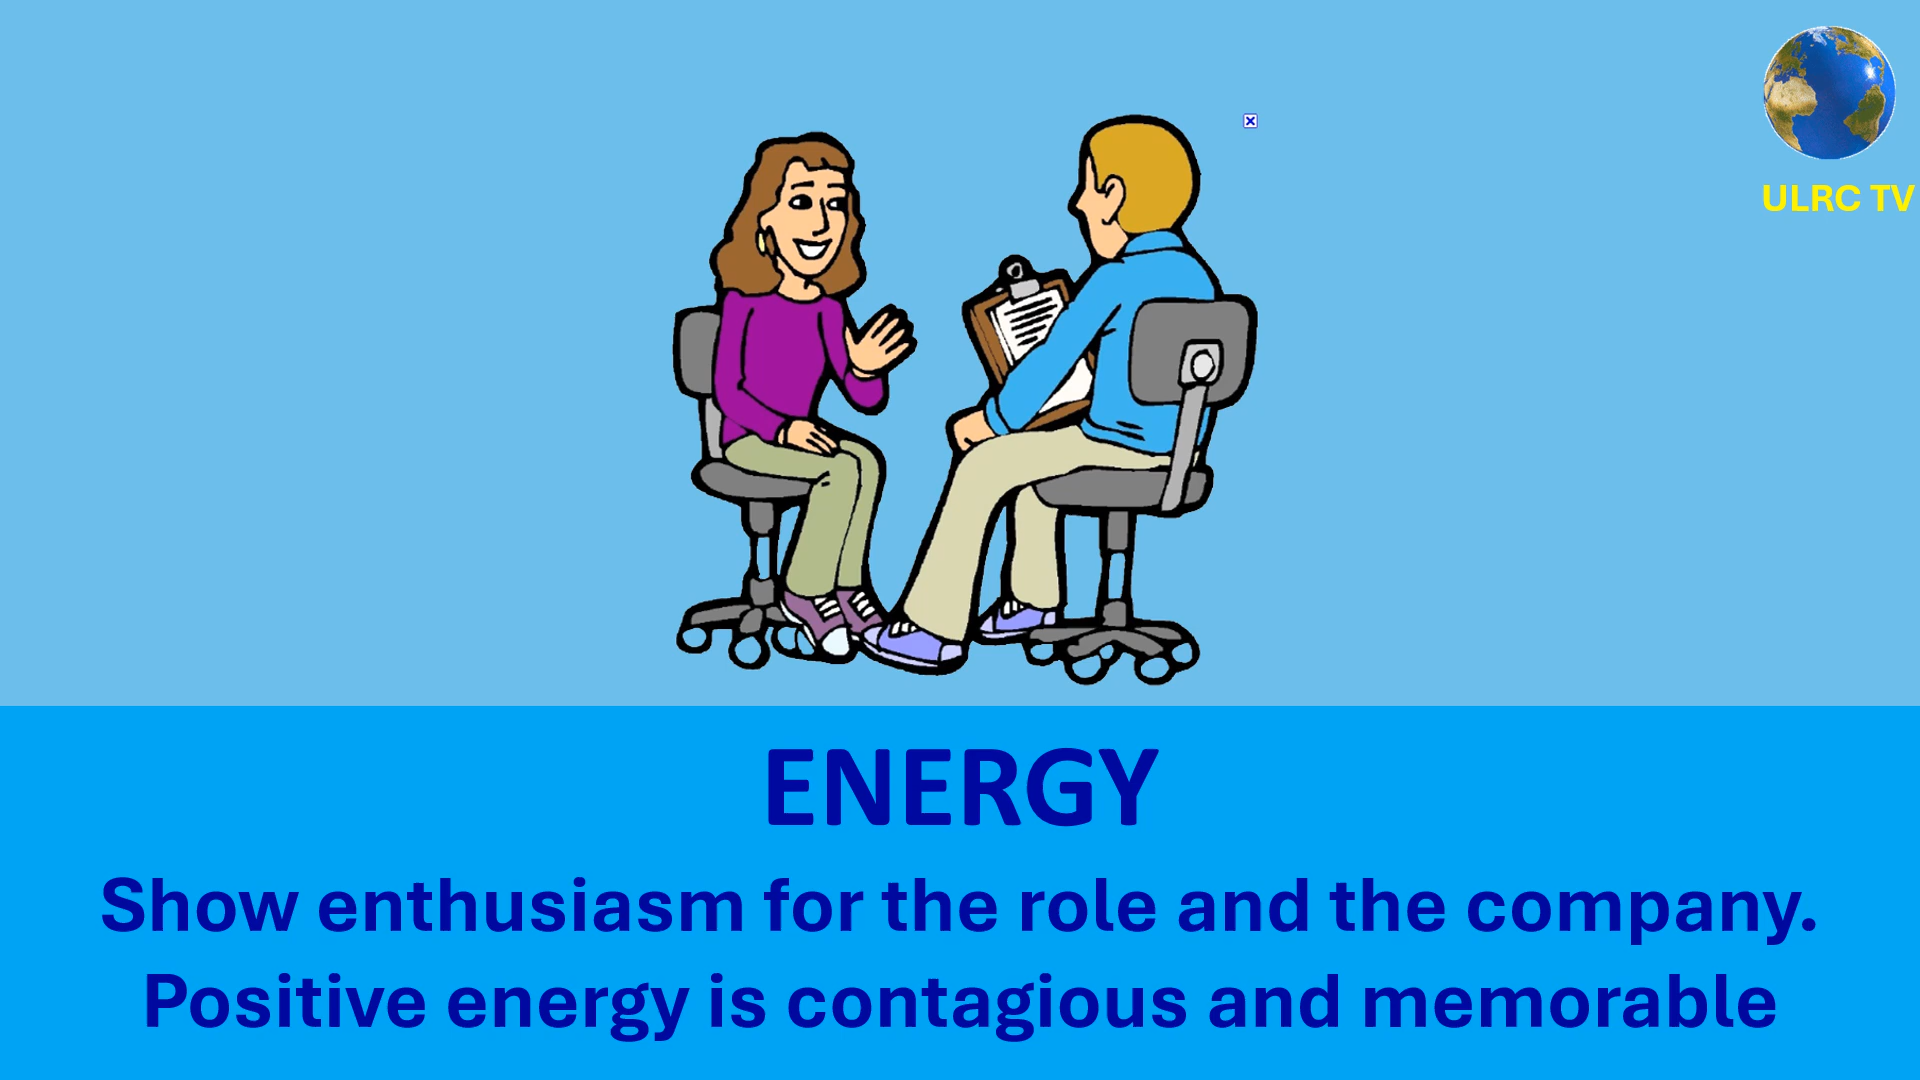 ULRC TV
ENERGY
Show enthusiasm for the role and the company.
Positive energy is contagious and memorable